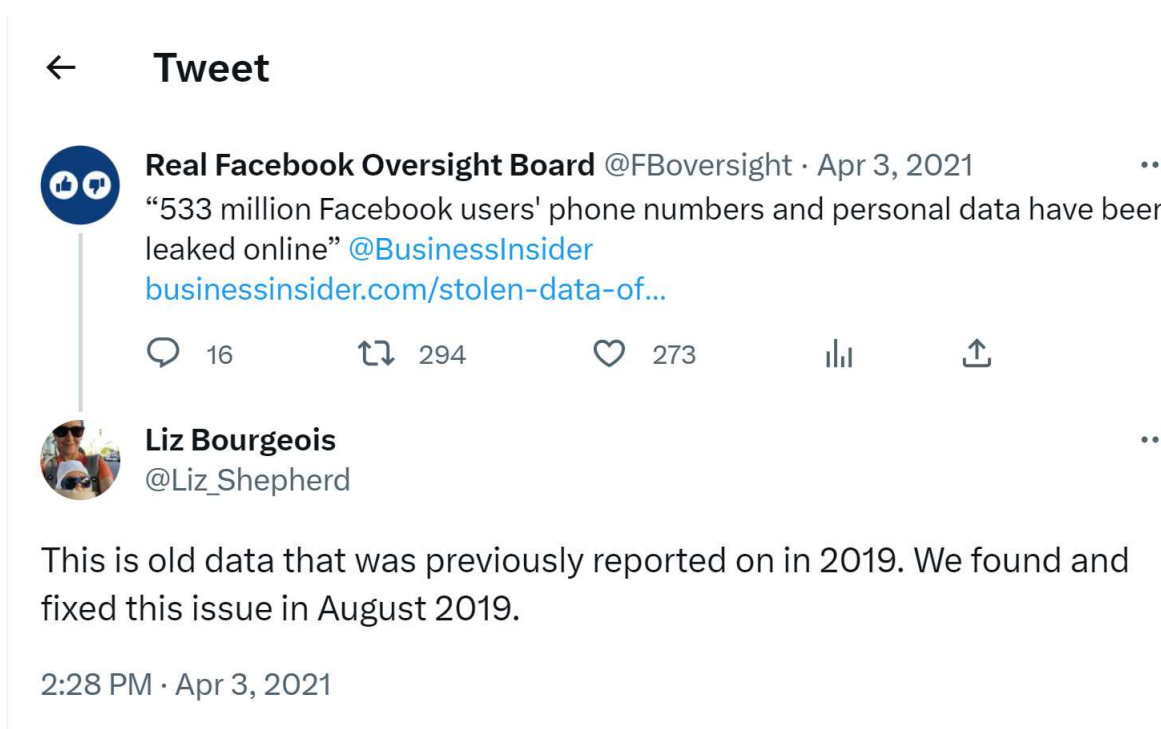 Tweet
Real Facebook Oversight Board @FBoversight · Apr 3, 2021
“533 million Facebook users' phone numbers and personal data have been
leaked online” @BusinessInsider
businessinsider.com/stolen-data-of...
16 294 273
Liz Bourgeois
@Liz_Shepherd
This is old data that was previously reported on in 2019. We found and
fixed this issue in August 2019.
2:28 PM · Apr 3, 2021